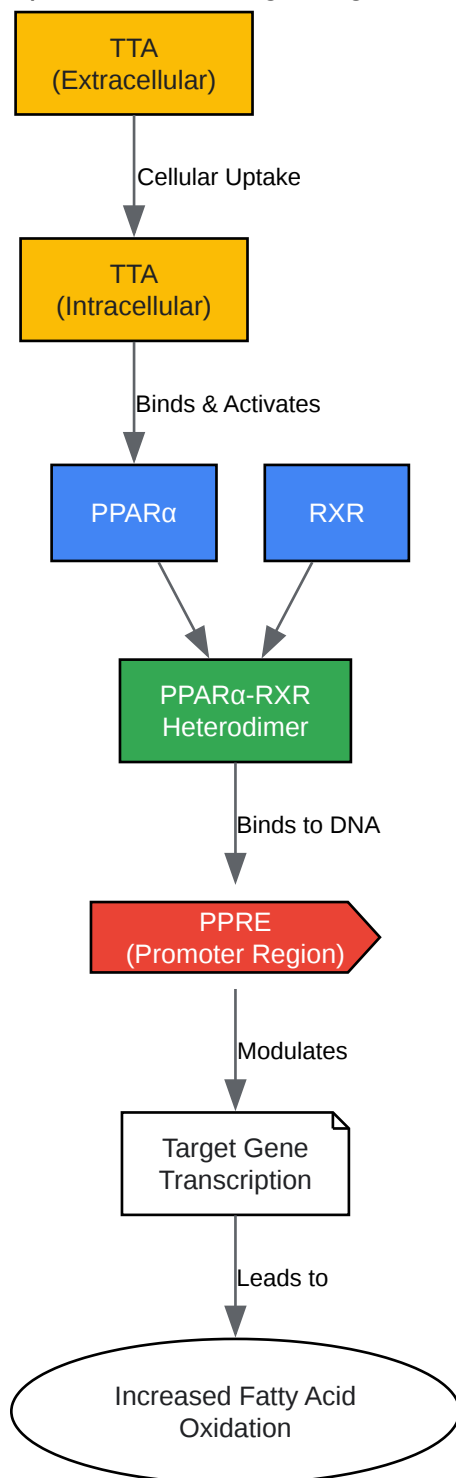 TTA
(Extracellular)
Cellular Uptake
TTA
(Intracellular)
Binds & Activates
PPARα
RXR
PPARα-RXR
Heterodimer
Binds to DNA
PPRE
(Promoter Region)
Modulates
Target Gene
Transcription
Leads to
Increased Fatty Acid
Oxidation